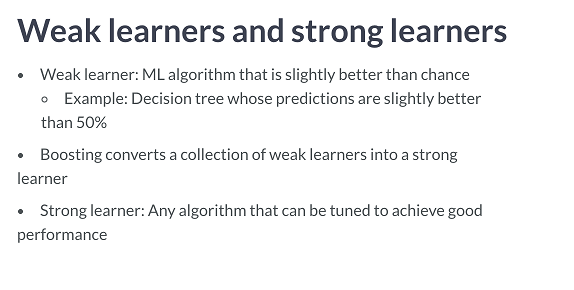 Weak learners and strong learners
• Weak learner: ML algorithm that is slightly better than chance
○ Example: Decision tree whose predictions are slightly better
than 50%
• Boosting converts a collection of weak learners into a strong
learner
• Strong learner: Any algorithm that can be tuned to achieve good
performance